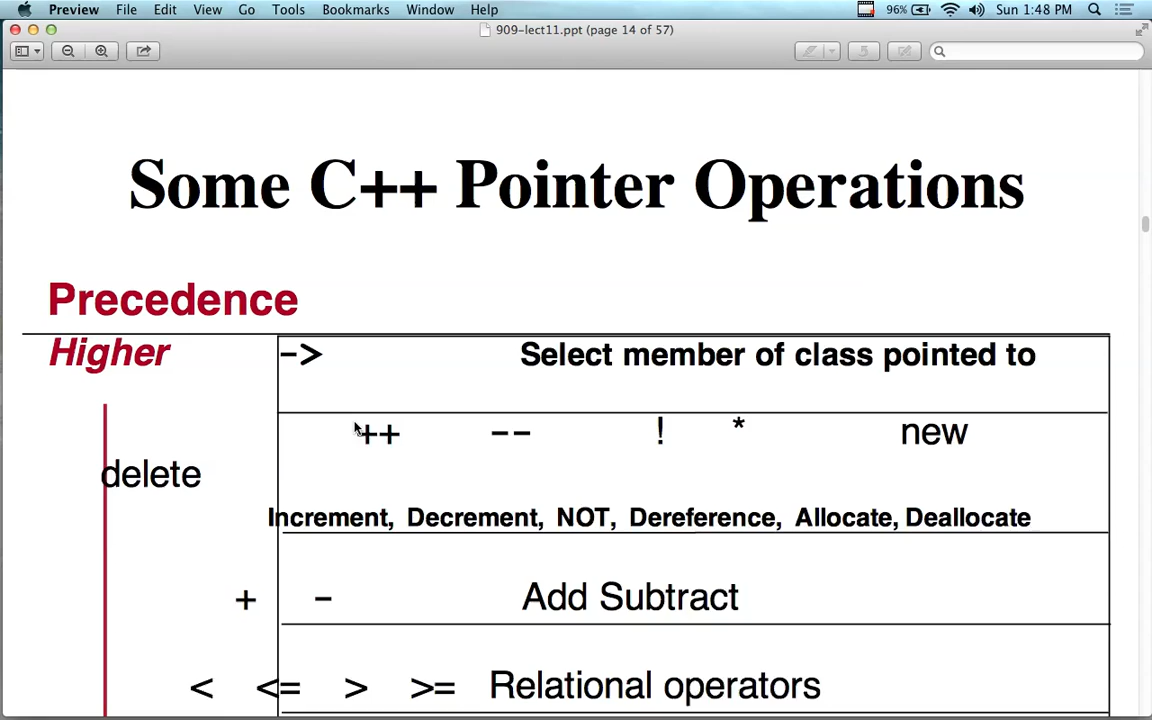 Preview File Edit View Go Tools Bookmarks Window Help 96% Sun 1:48 PM
909-lect11.ppt (page 14 of 57)
Some C++ Pointer Operations
Precedence
Higher -> Select member of class pointed to
++ -- ! * new
delete
Increment, Decrement, NOT, Dereference, Allocate, Deallocate
+ - Add Subtract
< <= > >= Relational operators